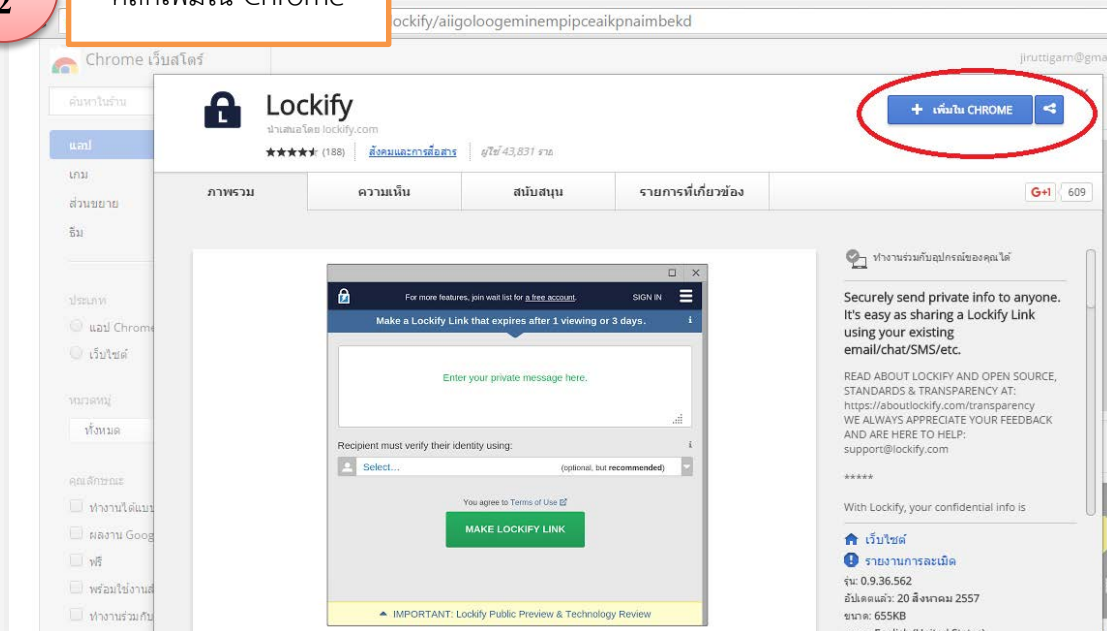 2
คลิกเพิ่มใน Chrome
ockify/aiigoloogeminempipceaikpnaimbekd
Chrome เว็บสโตร์
jiruttigarn@gma
ค้นหาในร้าน
แอป
เกม
ส่วนขยาย
ธีม
ประเภท
แอป Chrome
เว็บไซต์
หมวดหมู่
ทั้งหมด
คุณลักษณะ
ทำงานได้แบบ
ผลงาน Goog
ฟรี
พร้อมใช้งานสำ
ทำงานร่วมกับ
L
Lockify
นำเสนอโดย lockify.com
(188)
สังคมและการสื่อสาร
ผู้ใช้ 43,831 ราย
+ เพิ่มใน CHROME
ภาพรวม
ความเห็น
สนับสนุน
รายการที่เกี่ยวข้อง
G+1 609
For more features, join wait list for a free account.
SIGN IN
Make a Lockify Link that expires after 1 viewing or 3 days.
i
Enter your private message here.
Recipient must verify their identity using:
i
Select...
(optional, but recommended)
You agree to Terms of Use
MAKE LOCKIFY LINK
IMPORTANT: Lockify Public Preview & Technology Review
ทำงานร่วมกับอุปกรณ์ของคุณได้
Securely send private info to anyone.
It's easy as sharing a Lockify Link
using your existing
email/chat/SMS/etc.
READ ABOUT LOCKIFY AND OPEN SOURCE,
STANDARDS & TRANSPARENCY AT:
https://aboutlockify.com/transparency
WE ALWAYS APPRECIATE YOUR FEEDBACK
AND ARE HERE TO HELP:
support@lockify.com
*****
With Lockify, your confidential info is
เว็บไซต์
รายงานการละเมิด
รุ่น: 0.9.36.562
อัปเดตแล้ว: 20 สิงหาคม 2557
ขนาด: 655KB